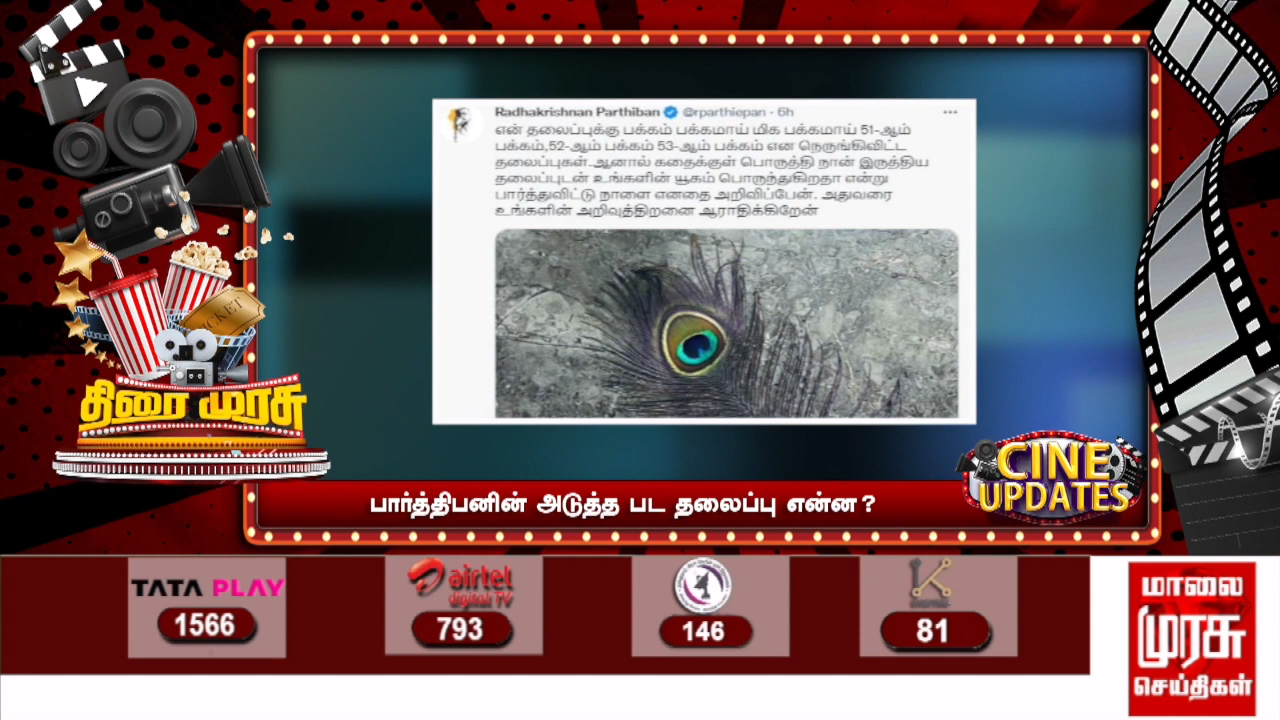 Radhakrishnan Parthiban @rparthiepan · 6h
என் தலைப்புக்கு பக்கம் பக்கமாய் மிக பக்கமாய் 51-ஆம்
பக்கம்,52-ஆம் பக்கம் 53-ஆம் பக்கம் என நெருங்கிவிட்ட
தலைப்புகள்.ஆனால் கதைக்குள் பொருத்தி நான் இருத்திய
தலைப்புடன் உங்களின் யூகம் பொருந்துகிறதா என்று
பார்த்துவிட்டு நாளை எனதை அறிவிப்பேன். அதுவரை
உங்களின் அறிவுத்திறனை ஆராதிக்கிறேன்
திரை முரசு
CINE
UPDATES
பார்த்திபனின் அடுத்த பட தலைப்பு என்ன?
TATA PLAY
1566
airtel
digital TV
793
146
81
மாலை
முரசு
செய்திகள்